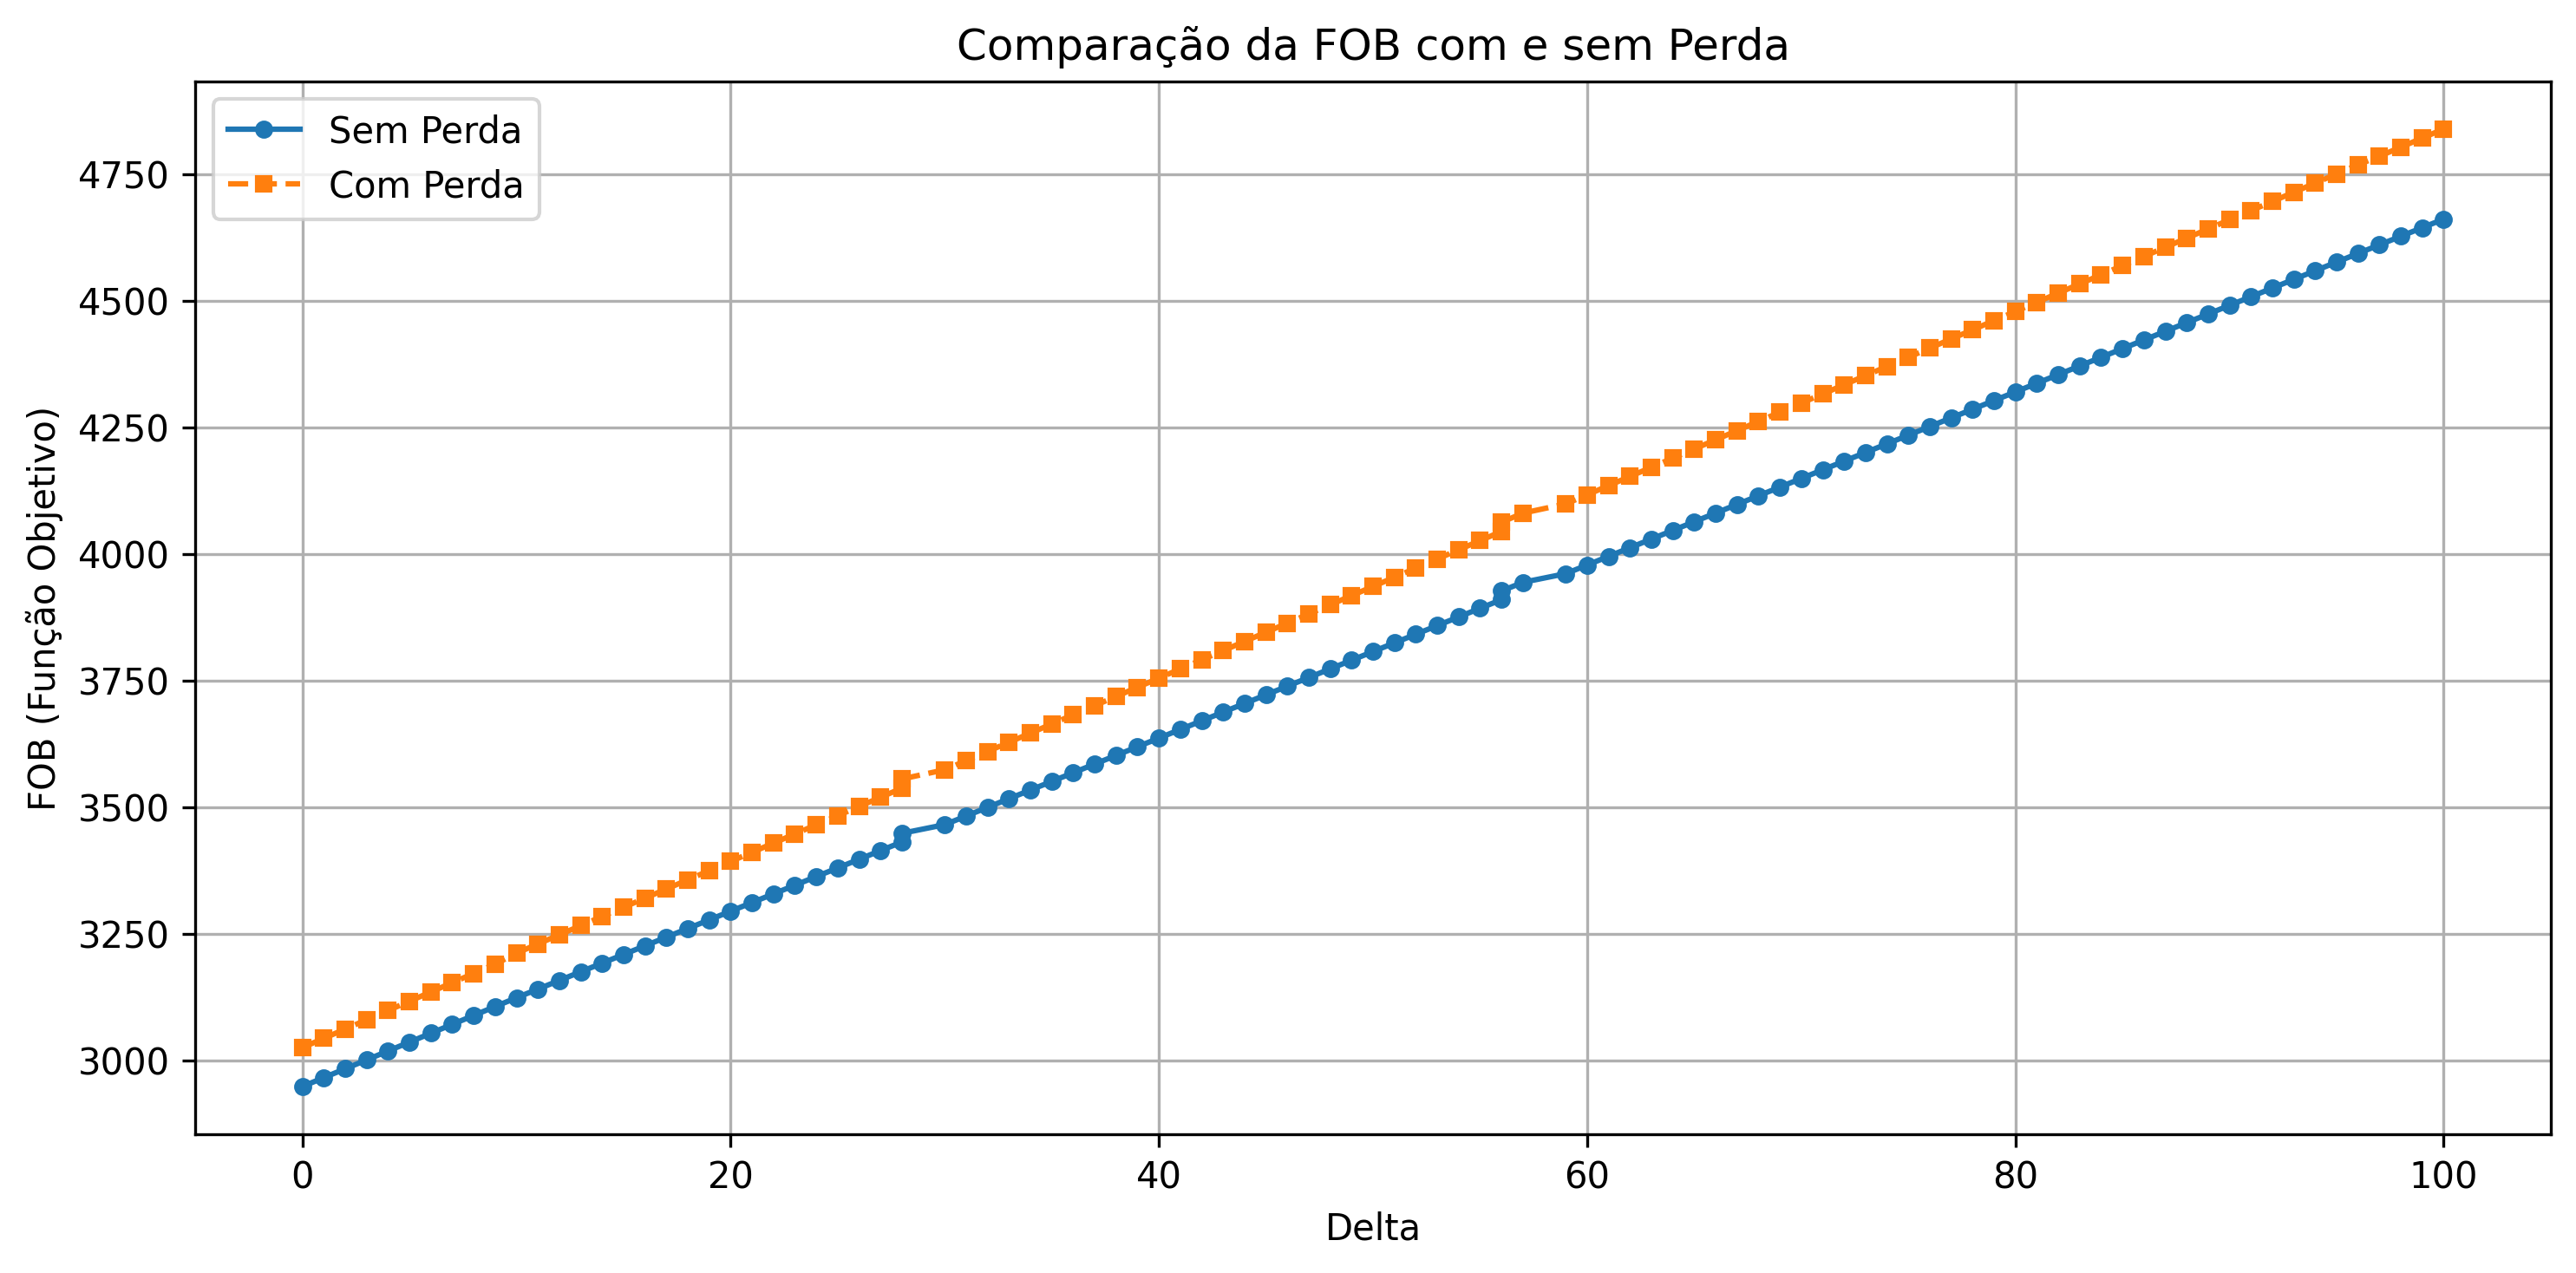 Comparação da FOB com e sem Perda
Sem Perda
Com Perda
4750
4500
4250
4000
3750
3500
3250
3000
FOB (Função Objetivo)
0 20 40 60 80 100
Delta